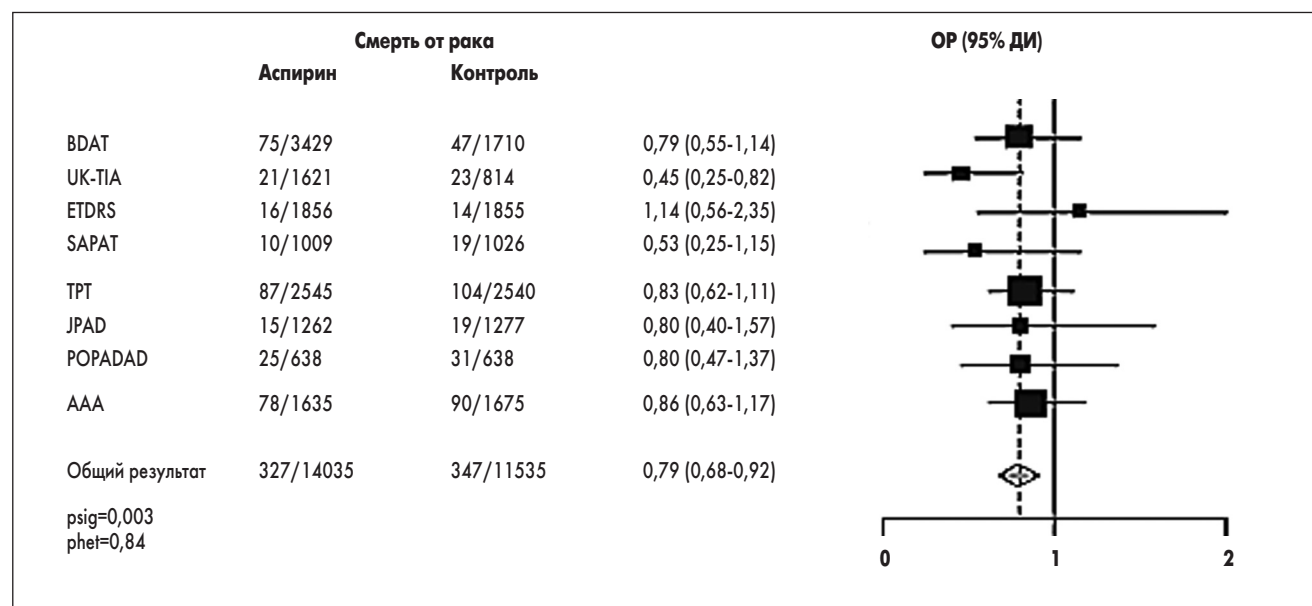 Смерть от рака ОР (95% ДИ)
Аспирин Контроль
BDAT 75/3429 47/1710 0,79 (0,55-1,14)
UK-TIA 21/1621 23/814 0,45 (0,25-0,82)
ETDRS 16/1856 14/1855 1,14 (0,56-2,35)
SAPAT 10/1009 19/1026 0,53 (0,25-1,15)
TPT 87/2545 104/2540 0,83 (0,62-1,11)
JPAD 15/1262 19/1277 0,80 (0,40-1,57)
POPADAD 25/638 31/638 0,80 (0,47-1,37)
AAA 78/1635 90/1675 0,86 (0,63-1,17)
Общий результат 327/14035 347/11535 0,79 (0,68-0,92)
psig=0,003
phet=0,84
0 1 2